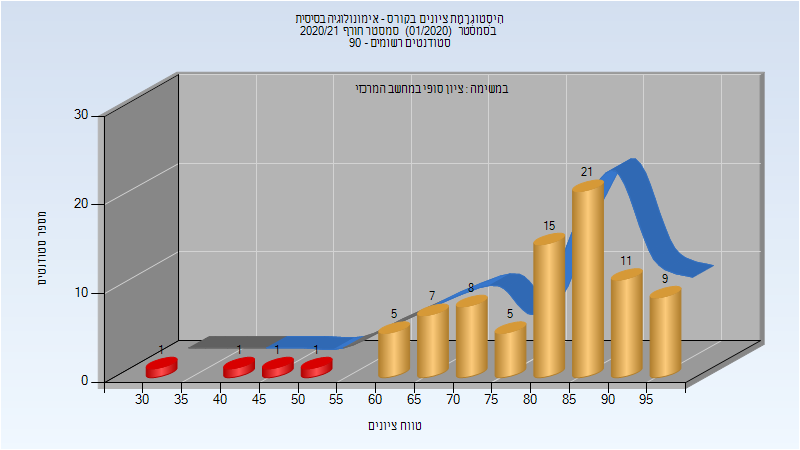 היסטוגרמת ציונים בקורס - אימונולוגיה בסיסית
בסמסטר (01/2020) סמסטר חורף 2020/21
סטודנטים רשומים - 90
במשימה : ציון סופי במחשב המרכזי
30
20
10
0
מספר סטודנטים
1
1
1
1
5
7
8
5
15
21
11
9
30 35 40 45 50 55 60 65 70 75 80 85 90 95
טווח ציונים